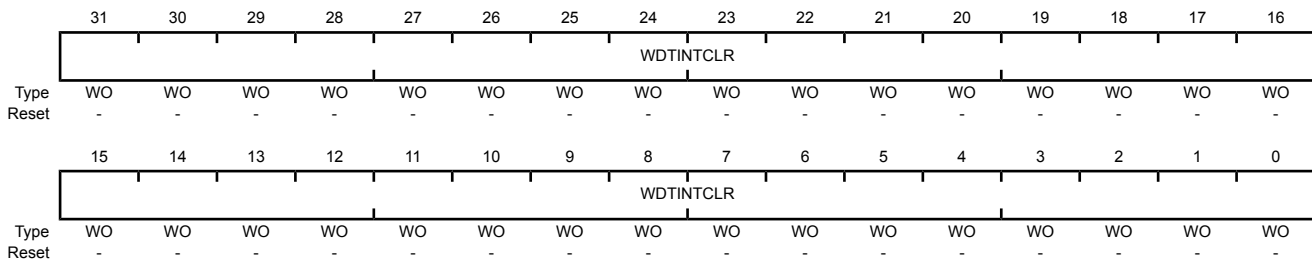 31 30 29 28 27 26 25 24 23 22 21 20 19 18 17 16
WDTINTCLR
Type WO WO WO WO WO WO WO WO WO WO WO WO WO WO WO WO
Reset - - - - - - - - - - - - - - - -
15 14 13 12 11 10 9 8 7 6 5 4 3 2 1 0
WDTINTCLR
Type WO WO WO WO WO WO WO WO WO WO WO WO WO WO WO WO
Reset - - - - - - - - - - - - - - - -